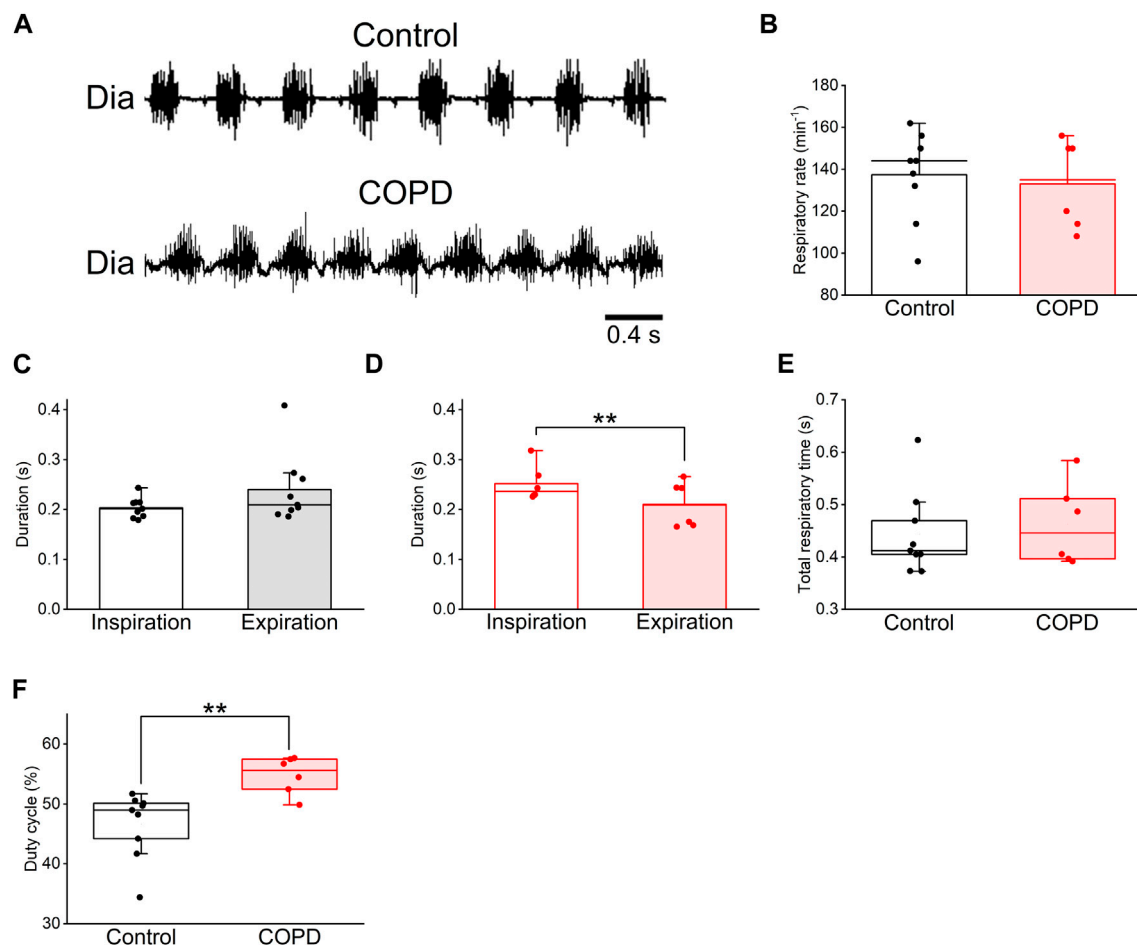 A
Control
Dia
COPD
Dia
0.4 s
B
Respiratory rate (min⁻¹)
180
160
140
120
100
80
Control COPD
C
Duration (s)
0.4
0.3
0.2
0.1
0.0
Inspiration Expiration
D
Duration (s)
0.4
0.3
0.2
0.1
0.0
**
Inspiration Expiration
E
Total respiratory time (s)
0.7
0.6
0.5
0.4
0.3
Control COPD
F
Duty cycle (%)
60
50
40
30
**
Control COPD